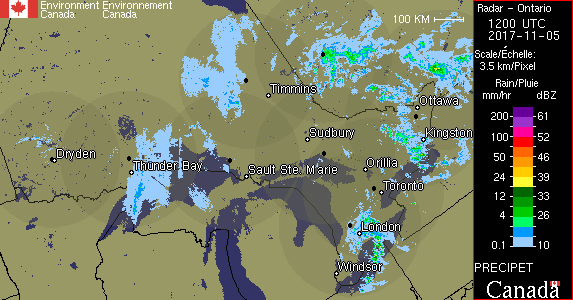 Environment Environnement
Canada Canada
100 KM
Radar - Ontario
1200 UTC
2017-11-05
Scale/Échelle:
3.5 km/Pixel
Rain/Pluie
mm/hr dBZ
200 61
100 52
50 46
24 39
12 33
4 26
0.1 10
PRECIPET
Canada
Timmins
Ottawa
Sudbury
Kingston
Dryden
Thunder Bay
Sault Ste. Marie
Orillia
Toronto
London
Windsor